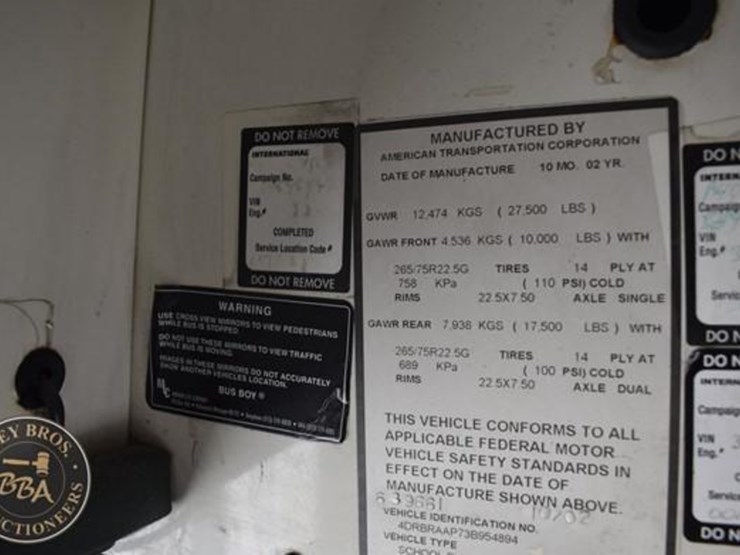 DO NOT REMOVE
INTERNATIONAL
Campaign No.
VIN
Eng.#
COMPLETED
Service Location Code #
DO NOT REMOVE
WARNING
USE CROSS VIEW MIRRORS TO VIEW PEDESTRIANS
WHILE BUS IS STOPPED
DO NOT USE THESE MIRRORS TO VIEW TRAFFIC
WHILE BUS IS MOVING
IMAGES IN THESE MIRRORS DO NOT ACCURATELY
SHOW ANOTHER VEHICLES LOCATION.
BUS BOY ®
MANUFACTURED BY
AMERICAN TRANSPORTATION CORPORATION
DATE OF MANUFACTURE 10 MO. 02 YR.
GVWR 12,474 KGS ( 27,500 LBS )
GAWR FRONT 4,536 KGS ( 10,000 LBS ) WITH
265/75R22.5G TIRES 14 PLY AT
758 KPa ( 110 PSI) COLD
RIMS 22.5X7.50 AXLE SINGLE
GAWR REAR 7,938 KGS ( 17,500 LBS ) WITH
265/75R22.5G TIRES 14 PLY AT
689 KPa ( 100 PSI) COLD
RIMS 22.5X7.50 AXLE DUAL
THIS VEHICLE CONFORMS TO ALL
APPLICABLE FEDERAL MOTOR
VEHICLE SAFETY STANDARDS IN
EFFECT ON THE DATE OF
MANUFACTURE SHOWN ABOVE.
639661 10/02
VEHICLE IDENTIFICATION NO.
4DRBRAAP73B954894
VEHICLE TYPE
SCHOOL
DO N
INTERN
Campaig
VIN
Eng.#
Servic
DO N
DO N
INTERN
Campaig
VIN
Eng.#
Servic
DO N
EY BROS.
BBA
CTIONEERS